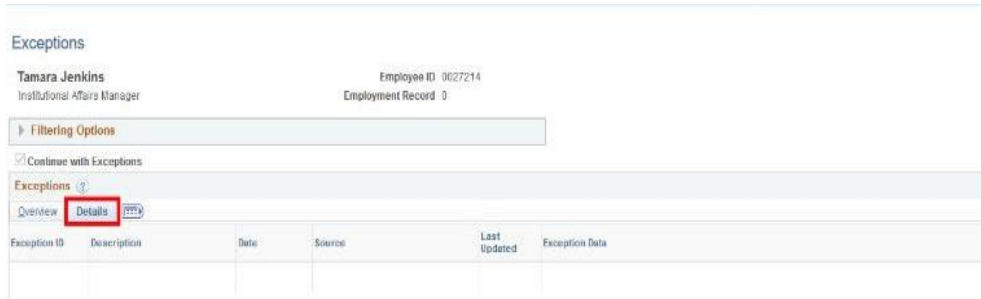 Exceptions
Tamara Jenkins Employee ID 0027214
Institutional Affairs Manager Employment Record 0
Filtering Options
Continue with Exceptions
Exceptions ?
Overview Details
Exception ID Description Date Source Last Updated Exception Data